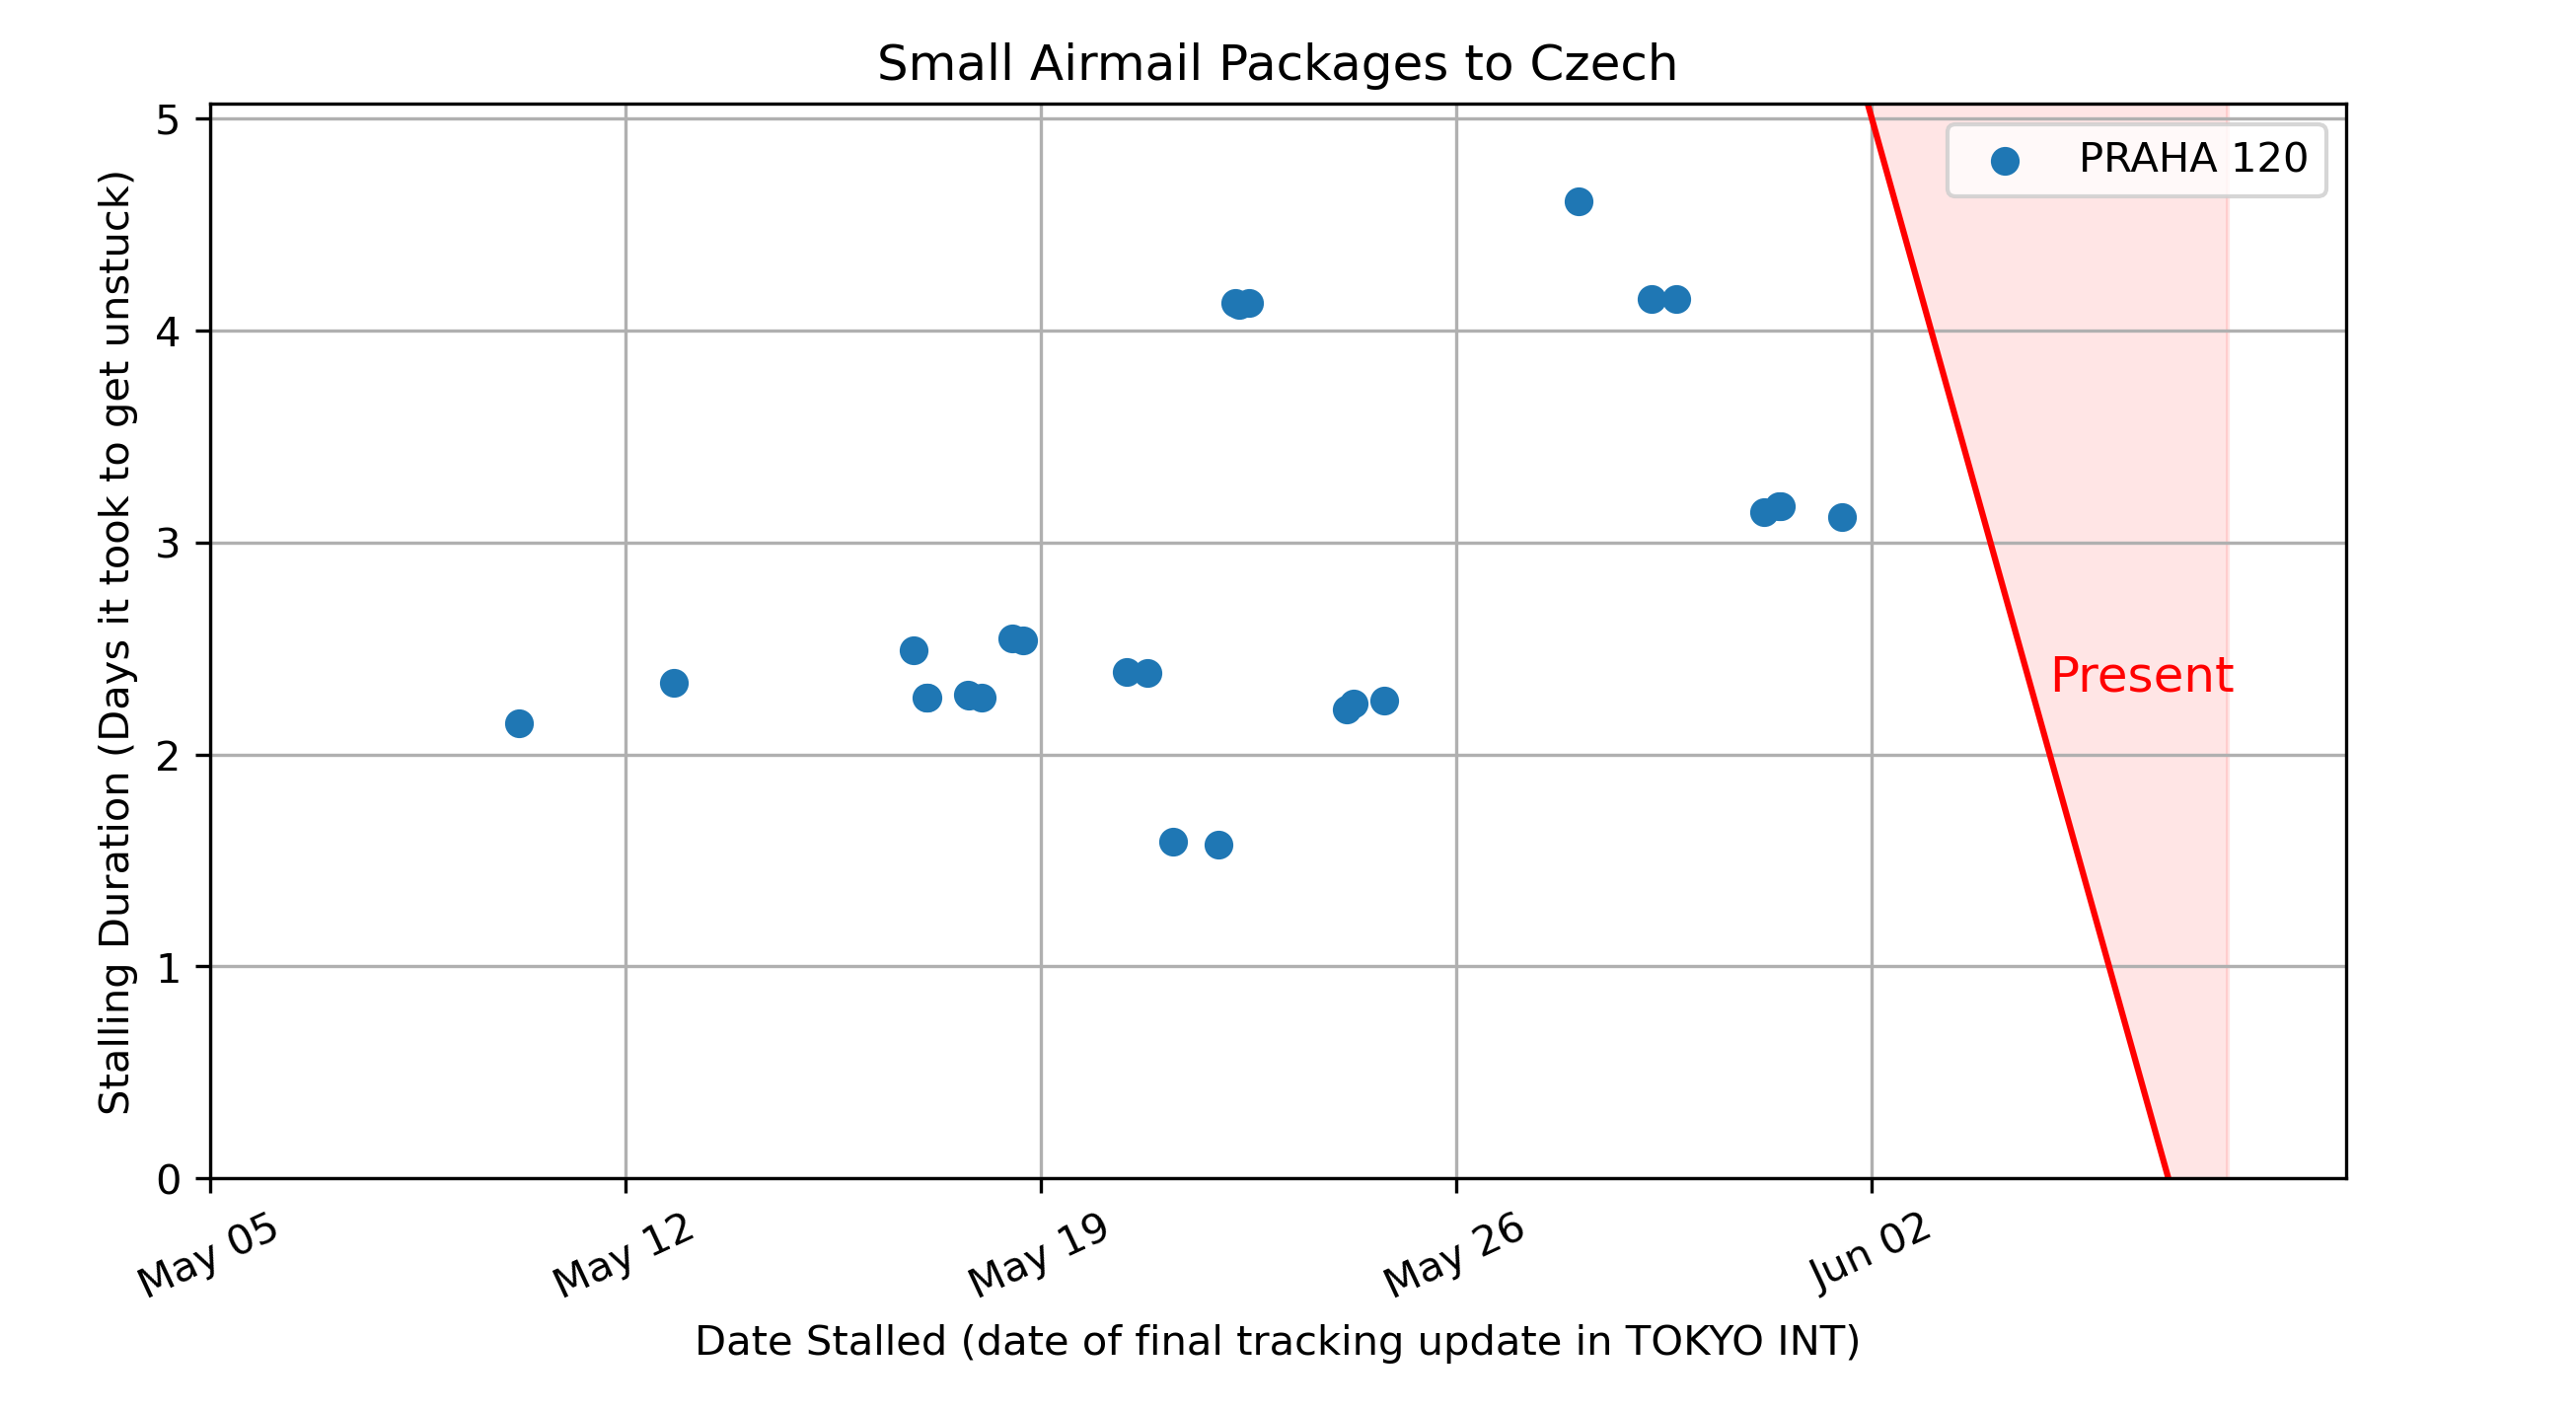 Small Airmail Packages to Czech
Stalling Duration (Days it took to get unstuck)
5
4
3
2
1
0
PRAHA 120
Present
May 05
May 12
May 19
May 26
Jun 02
Date Stalled (date of final tracking update in TOKYO INT)